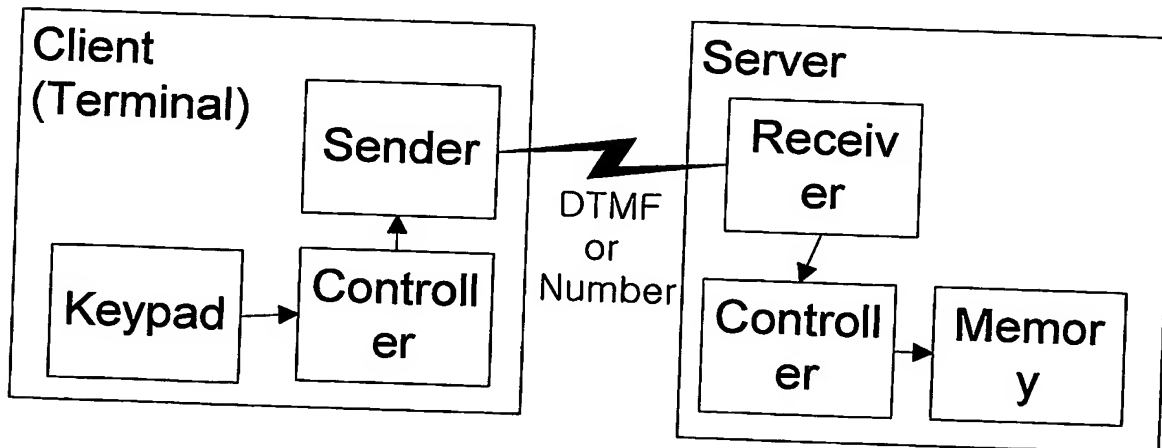 Client
(Terminal)
Sender
Keypad
Controll
er
DTMF
or
Number
Server
Receiv
er
Controll
er
Memor
y